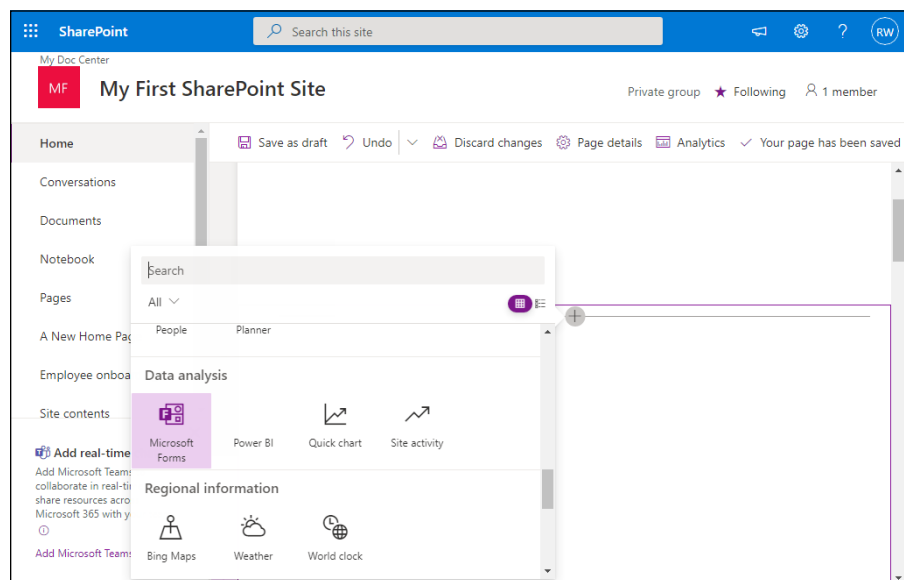 SharePoint
Search this site
RW
My Doc Center
MF
My First SharePoint Site
Private group
Following
1 member
Home
Save as draft
Undo
Discard changes
Page details
Analytics
Your page has been saved
Conversations
Documents
Notebook
Pages
A New Home Pag
Employee onboa
Site contents
Add real-time
Add Microsoft Teams
collaborate in real-ti
share resources acro
Microsoft 365 with y
Add Microsoft Teams
Search
All
People
Planner
Data analysis
Microsoft
Forms
Power BI
Quick chart
Site activity
Regional information
Bing Maps
Weather
World clock